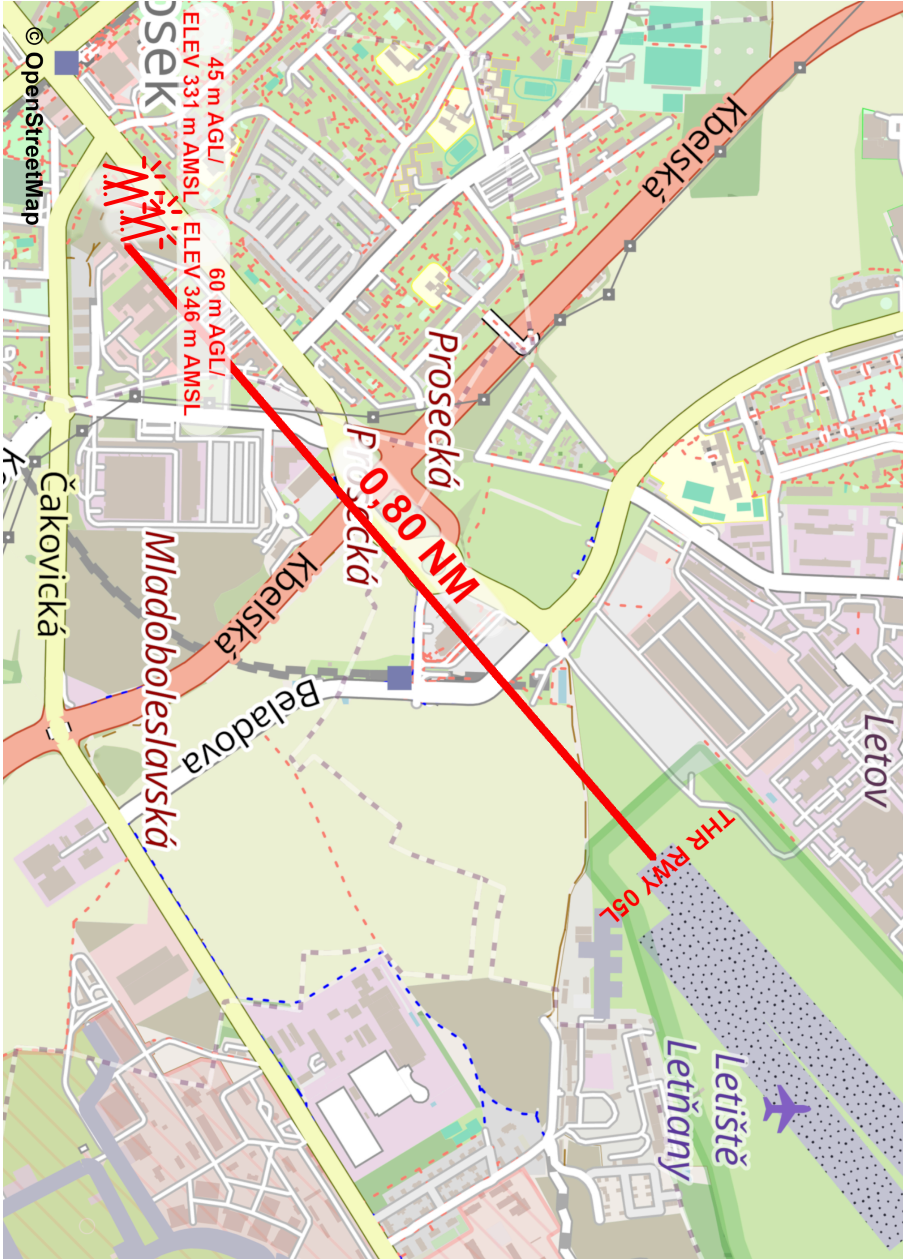 © OpenStreetMap
osek
45 m AGL/
ELEV 331 m AMSL
60 m AGL/
ELEV 346 m AMSL
Kbelská
Prosecká
Prosecká
0,80 NM
Čakovická
Mladoboleslavská
Kbelská
Beladova
Letov
THR RWY 05L
Letiště
Letňany